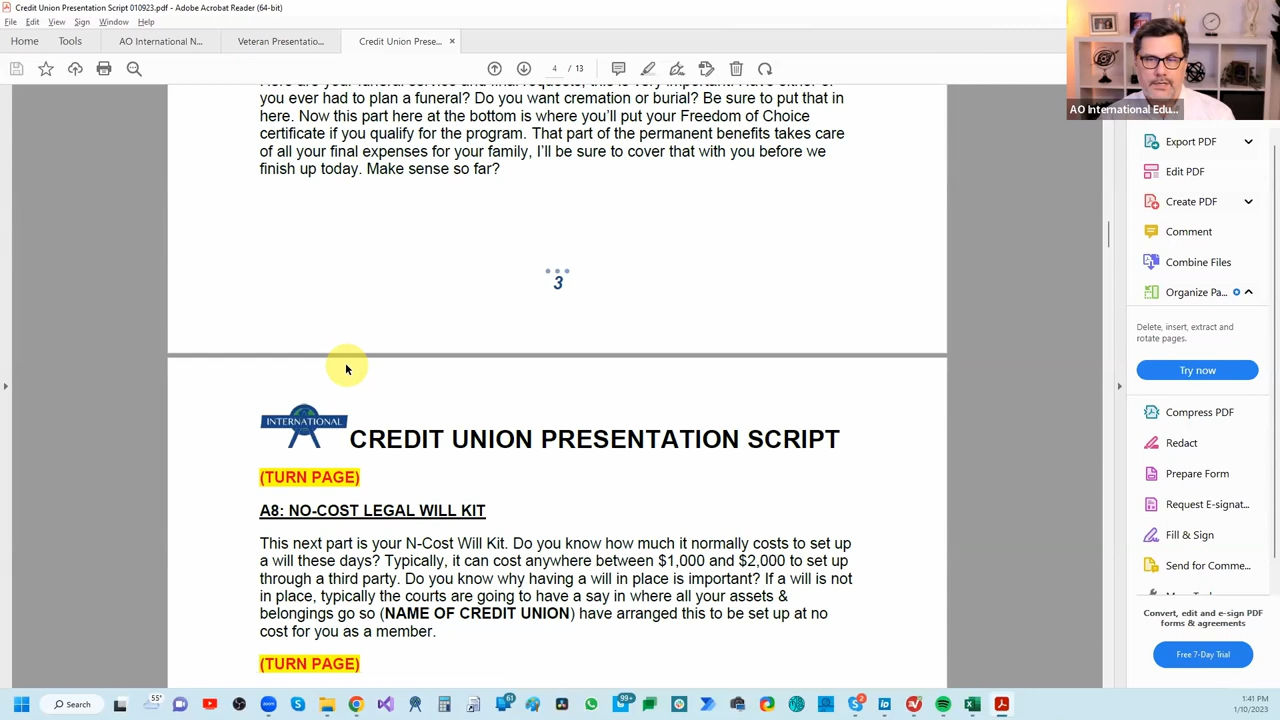 Credit Union Presentation Script 010923.pdf - Adobe Acrobat Reader (64-bit)
File Edit View Sign Window Help
Home Tools AO International N... Veteran Presentatio... Credit Union Prese... ×
4 / 13
AO International Edu...
you ever had to plan a funeral? Do you want cremation or burial? Be sure to put that in
here. Now this part here at the bottom is where you'll put your Freedom of Choice
certificate if you qualify for the program. That part of the permanent benefits takes care
of all your final expenses for your family, I'll be sure to cover that with you before we
finish up today. Make sense so far?
3
INTERNATIONAL
CREDIT UNION PRESENTATION SCRIPT
(TURN PAGE)
A8: NO-COST LEGAL WILL KIT
This next part is your N-Cost Will Kit. Do you know how much it normally costs to set up
a will these days? Typically, it can cost anywhere between $1,000 and $2,000 to set up
through a third party. Do you know why having a will in place is important? If a will is not
in place, typically the courts are going to have a say in where all your assets &
belongings go so (NAME OF CREDIT UNION) have arranged this to be set up at no
cost for you as a member.
(TURN PAGE)
Export PDF
Edit PDF
Create PDF
Comment
Combine Files
Organize Pa...
Delete, insert, extract and
rotate pages.
Try now
Compress PDF
Redact
Prepare Form
Request E-signat...
Fill & Sign
Send for Comme...
Convert, edit and e-sign PDF
forms & agreements
Free 7-Day Trial
Search
55°
61
99+
2
1:41 PM
1/10/2023